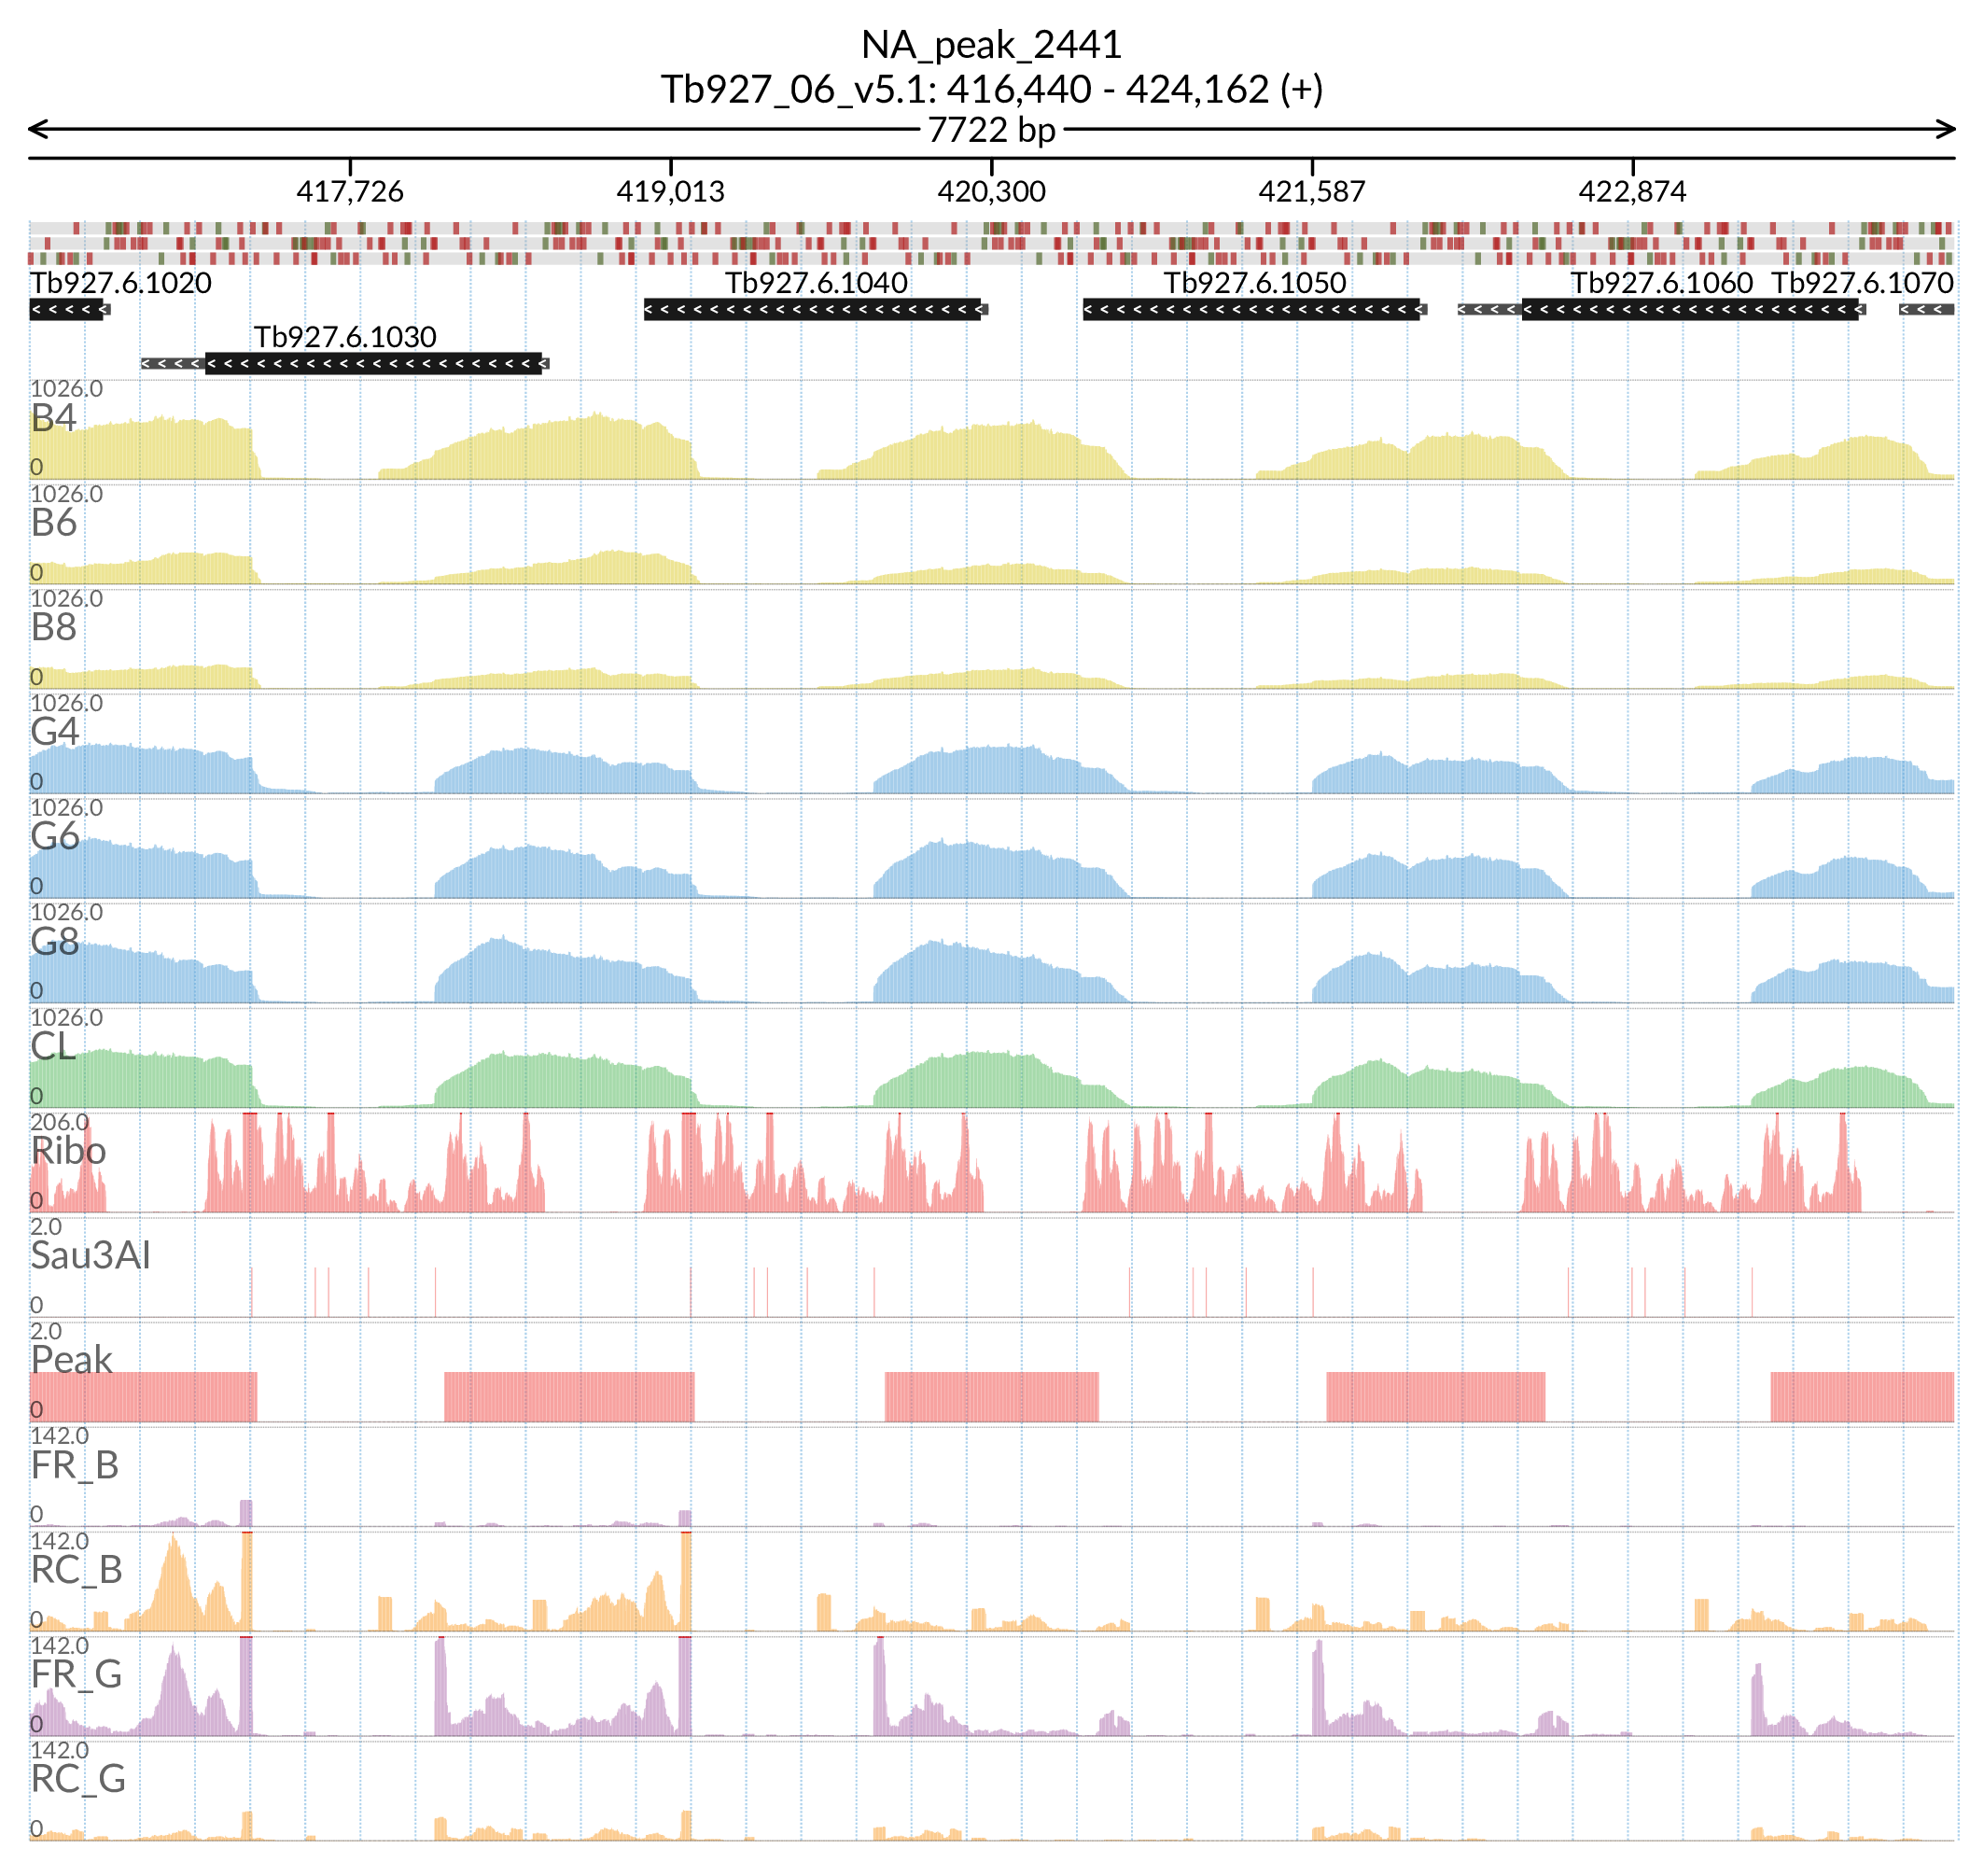 NA_peak_2441
Tb927_06_v5.1: 416,440 - 424,162 (+)
7722 bp
417,726 419,013 420,300 421,587 422,874
Tb927.6.1020 Tb927.6.1040 Tb927.6.1050 Tb927.6.1060 Tb927.6.1070
Tb927.6.1030
1026.0
B4
0
1026.0
B6
0
1026.0
B8
0
1026.0
G4
0
1026.0
G6
0
1026.0
G8
0
1026.0
CL
0
206.0
Ribo
0
2.0
Sau3AI
0
2.0
Peak
0
142.0
FR_B
0
142.0
RC_B
0
142.0
FR_G
0
142.0
RC_G
0